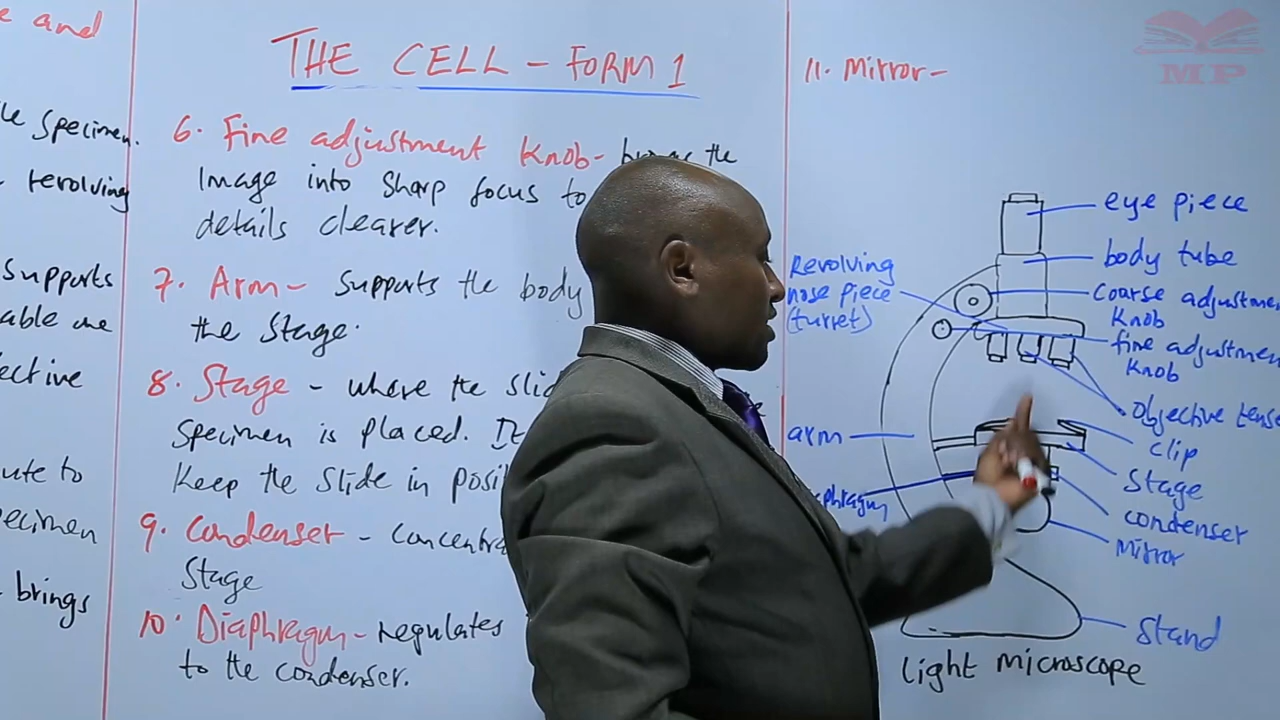 e and
le specimen.
revolving
supports
able one
ective
ute to
pecimen
brings
THE CELL - FORM 1
6. Fine adjustment knob- brings the
Image into sharp focus to
details clearer.
7. Arm- supports the body
the stage.
8. Stage - where the
specimen is placed. It
keep the slide in
9. Condenser -
stage
10. Diaphragm- regulates
to the condenser.
11. Mirror-
eye piece
body tube
Revolving
nose piece
(turret)
coarse adjustmen
knob
fine adjustmen
knob
objective lense
clip
arm
stage
phragm
condenser
mirror
stand
light microscope
MP